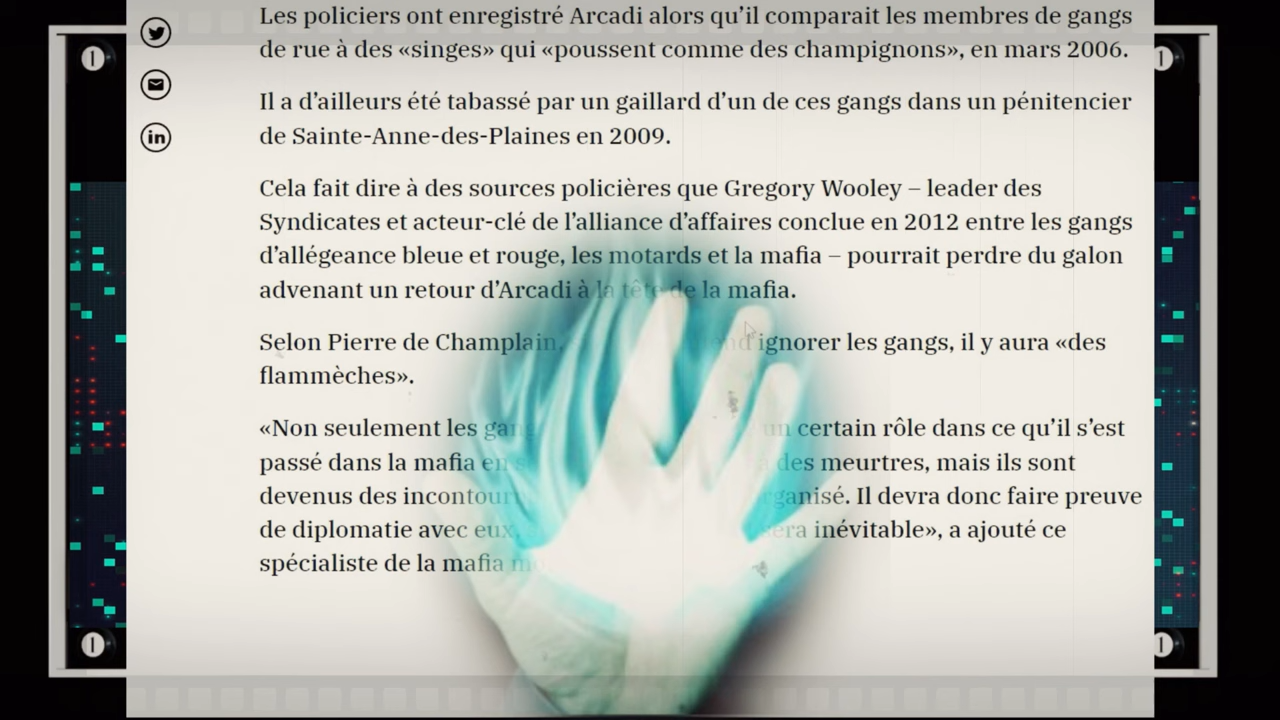 Les policiers ont enregistré Arcadi alors qu’il comparait les membres de gangs
de rue à des «singes» qui «poussent comme des champignons», en mars 2006.
Il a d’ailleurs été tabassé par un gaillard d’un de ces gangs dans un pénitencier
de Sainte-Anne-des-Plaines en 2009.
Cela fait dire à des sources policières que Gregory Wooley – leader des
Syndicates et acteur-clé de l’alliance d’affaires conclue en 2012 entre les gangs
d’allégeance bleue et rouge, les motards et la mafia – pourrait perdre du galon
advenant un retour d’Arcadi à la tête de la mafia.
Selon Pierre de Champlain, ignorer les gangs, il y aura «des
flammèches».
«Non seulement les un certain rôle dans ce qu’il s’est
passé dans la mafia des meurtres, mais ils sont
devenus des Il devra donc faire preuve
de diplomatie avec eux, inévitable», a ajouté ce
spécialiste de la mafia
in